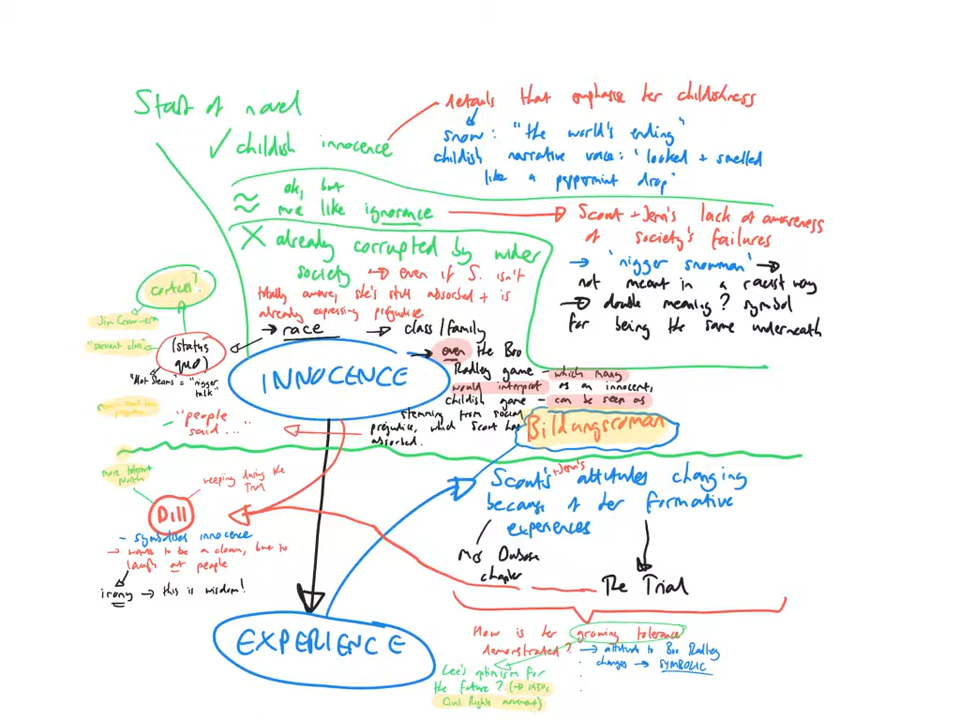 Start of novel
✓ childish innocence
details that emphasise her childishness
snow: "the world's ending"
childish narrative voice: "looked + smelled
like a peppermint drop"
≈ ok, but
≈ more like ignorance
Scout + Jem's lack of awareness
of society's failures
→ 'nigger snowman' →
not meant in a racist way
→ double meaning? symbol
for being the same underneath
X already corrupted by wider
society → even if S. isn't
totally aware, she's still absorbed + is
already expressing prejudice
→ race → class/family
→ even the Boo
Radley game - which many
would interpret as an innocent,
childish game - can be seen as
stemming from social
prejudice, which Scout has
absorbed.
context?
Jim Crow era
"servant class"
(status
quo)
"Hot Steams" = "nigger
talk"
"people
said..."
INNOCENCE
Bildungsroman
more tolerant
North
weeping during the
Trial
Dill
- symbolises innocence
→ wants to be a clown, but to
laugh at people
irony → this is wisdom!
Scout's + Jem's attitudes changing
because of her formative
experiences
Mrs Dubose
chapter
The Trial
EXPERIENCE
How is her growing tolerance
demonstrated? → attitude to Boo Radley
changes → SYMBOLIC
Lee's optimism for
the future? (→ 1950s
Civil Rights movement)